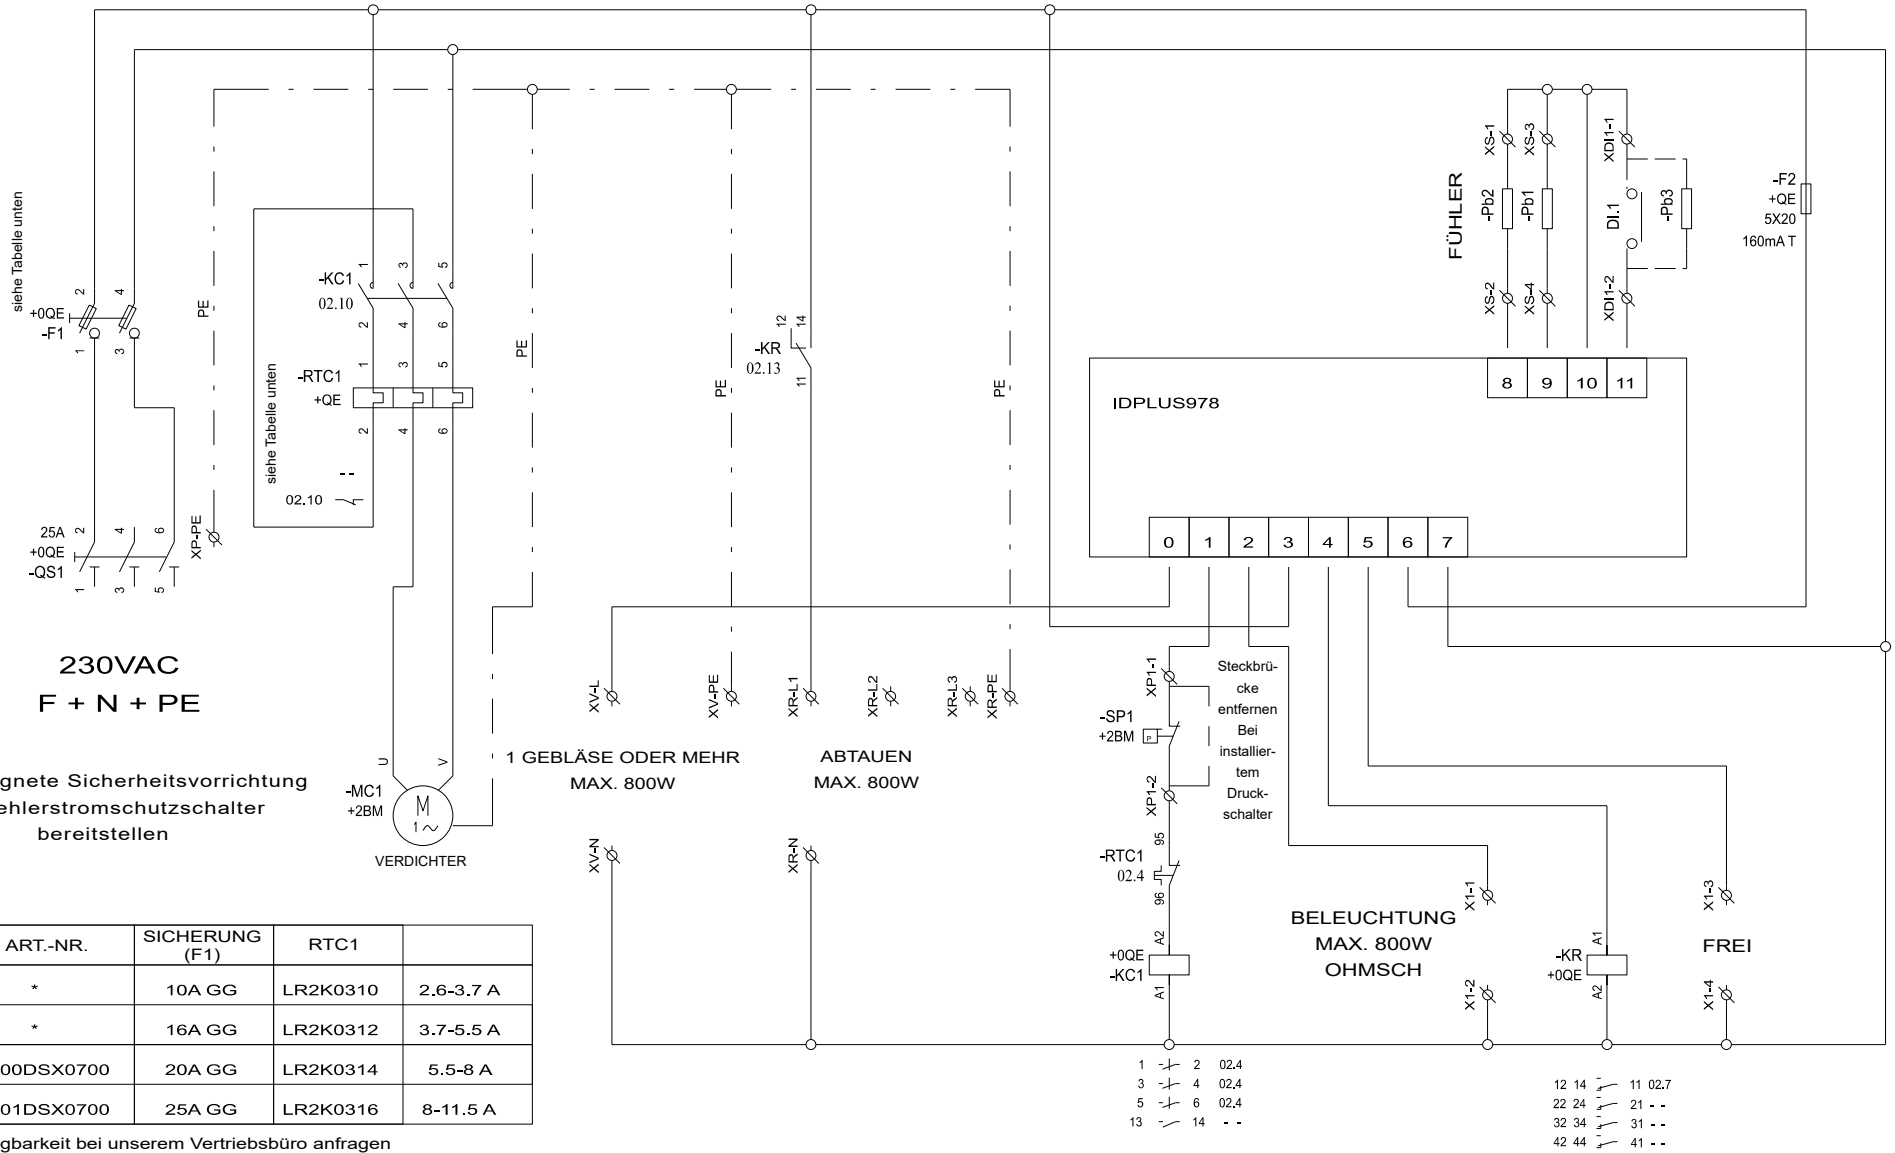 siehe Tabelle unten
+0QE
-F1
2
4
1
3
PE
25A
+0QE
-QS1
2
4
6
1
3
5
XP-PE
230VAC
F + N + PE
gnete Sicherheitsvorrichtung
ehlerstromschutzschalter
bereitstellen
siehe Tabelle unten
-KC1
02.10
1
3
5
2
4
6
-RTC1
+QE
1
3
5
2
4
6
- -
02.10
PE
U
V
-MC1
+2BM
M
1 ~
VERDICHTER
PE
-KR
02.13
12
14
11
PE
XV-L
XV-PE
XR-L1
XR-L2
XR-L3
XR-PE
1 GEBLÄSE ODER MEHR
MAX. 800W
ABTAUEN
MAX. 800W
XV-N
XR-N
FÜHLER
XS-1
XS-3
XDI1-1
-Pb2
-Pb1
DI.1
-Pb3
XS-2
XS-4
XDI1-2
-F2
+QE
5X20
160mA T
IDPLUS978
8 9 10 11
0 1 2 3 4 5 6 7
XP1-1
-SP1
+2BM
P
XP1-2
Steckbrü-
cke
entfernen
Bei
installier-
tem
Druck-
schalter
95
-RTC1
02.4
96
A2
+0QE
-KC1
A1
BELEUCHTUNG
MAX. 800W
OHMSCH
X1-1
X1-2
A1
-KR
+0QE
A2
X1-3
FREI
X1-4
1 2 02.4
3 4 02.4
5 6 02.4
13 14 - -
12 14 11 02.7
22 24 21 - -
32 34 31 - -
42 44 41 - -
ART.-NR. SICHERUNG (F1) RTC1
* 10A GG LR2K0310 2.6-3.7 A
* 16A GG LR2K0312 3.7-5.5 A
00DSX0700 20A GG LR2K0314 5.5-8 A
01DSX0700 25A GG LR2K0316 8-11.5 A
gbarkeit bei unserem Vertriebsbüro anfragen